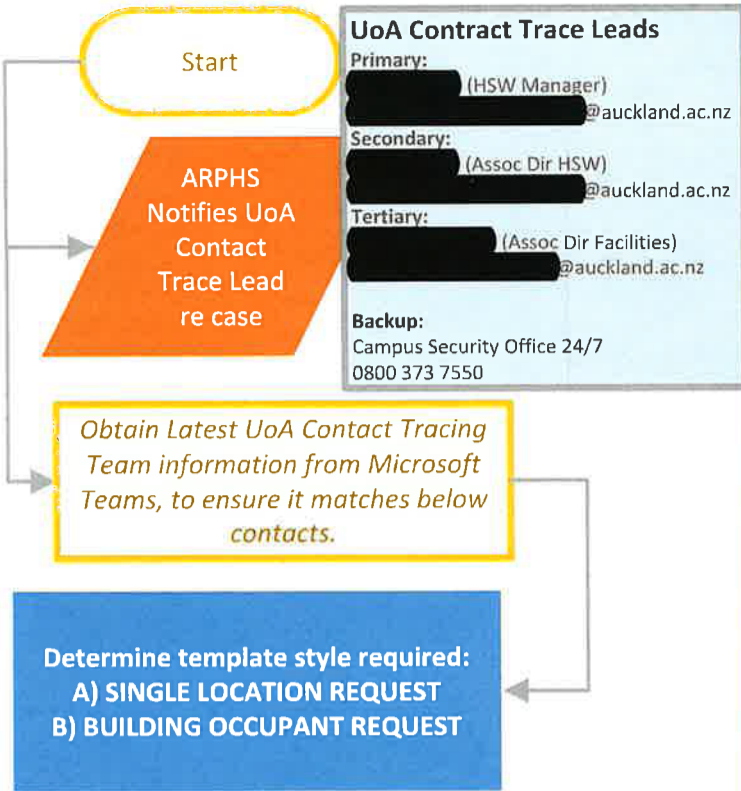 Start
UoA Contract Trace Leads
Primary:
(HSW Manager)
@auckland.ac.nz
Secondary:
(Assoc Dir HSW)
@auckland.ac.nz
Tertiary:
(Assoc Dir Facilities)
@auckland.ac.nz
Backup:
Campus Security Office 24/7
0800 373 7550
ARPHS
Notifies UoA
Contact
Trace Lead
re case
Obtain Latest UoA Contact Tracing
Team information from Microsoft
Teams, to ensure it matches below
contacts.
Determine template style required:
A) SINGLE LOCATION REQUEST
B) BUILDING OCCUPANT REQUEST